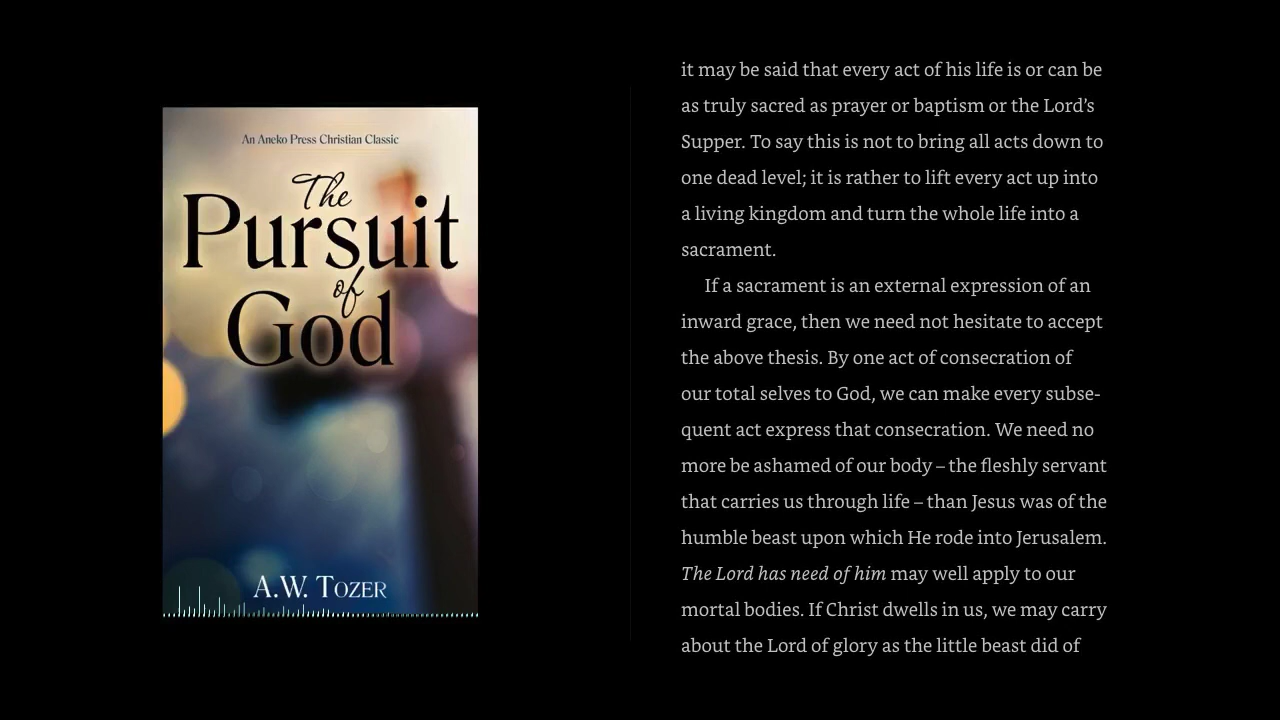 An Aneko Press Christian Classic
The
Pursuit
of
God
A.W. Tozer
it may be said that every act of his life is or can be
as truly sacred as prayer or baptism or the Lord’s
Supper. To say this is not to bring all acts down to
one dead level; it is rather to lift every act up into
a living kingdom and turn the whole life into a
sacrament.
If a sacrament is an external expression of an
inward grace, then we need not hesitate to accept
the above thesis. By one act of consecration of
our total selves to God, we can make every subse-
quent act express that consecration. We need no
more be ashamed of our body – the fleshly servant
that carries us through life – than Jesus was of the
humble beast upon which He rode into Jerusalem.
The Lord has need of him may well apply to our
mortal bodies. If Christ dwells in us, we may carry
about the Lord of glory as the little beast did of